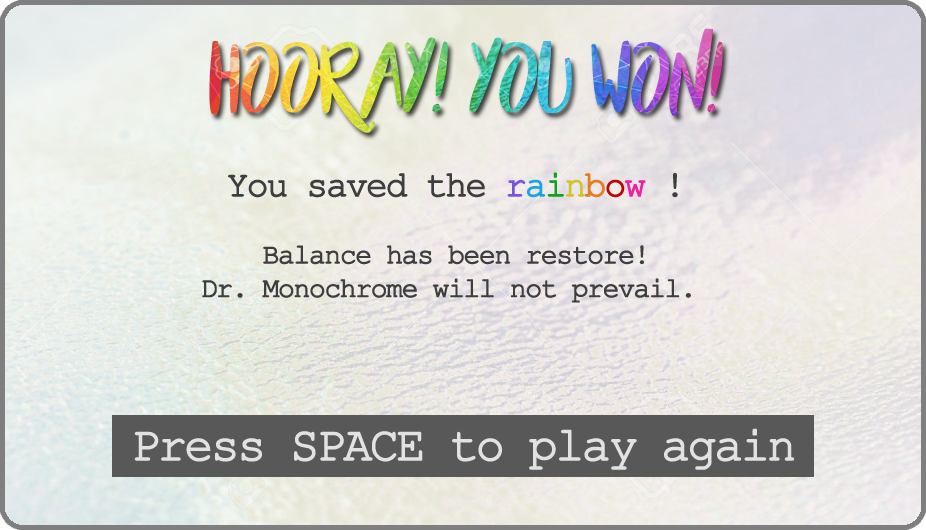 HOORAY! YOU WON!
You saved the rainbow !
Balance has been restore!
Dr. Monochrome will not prevail.
Press SPACE to play again